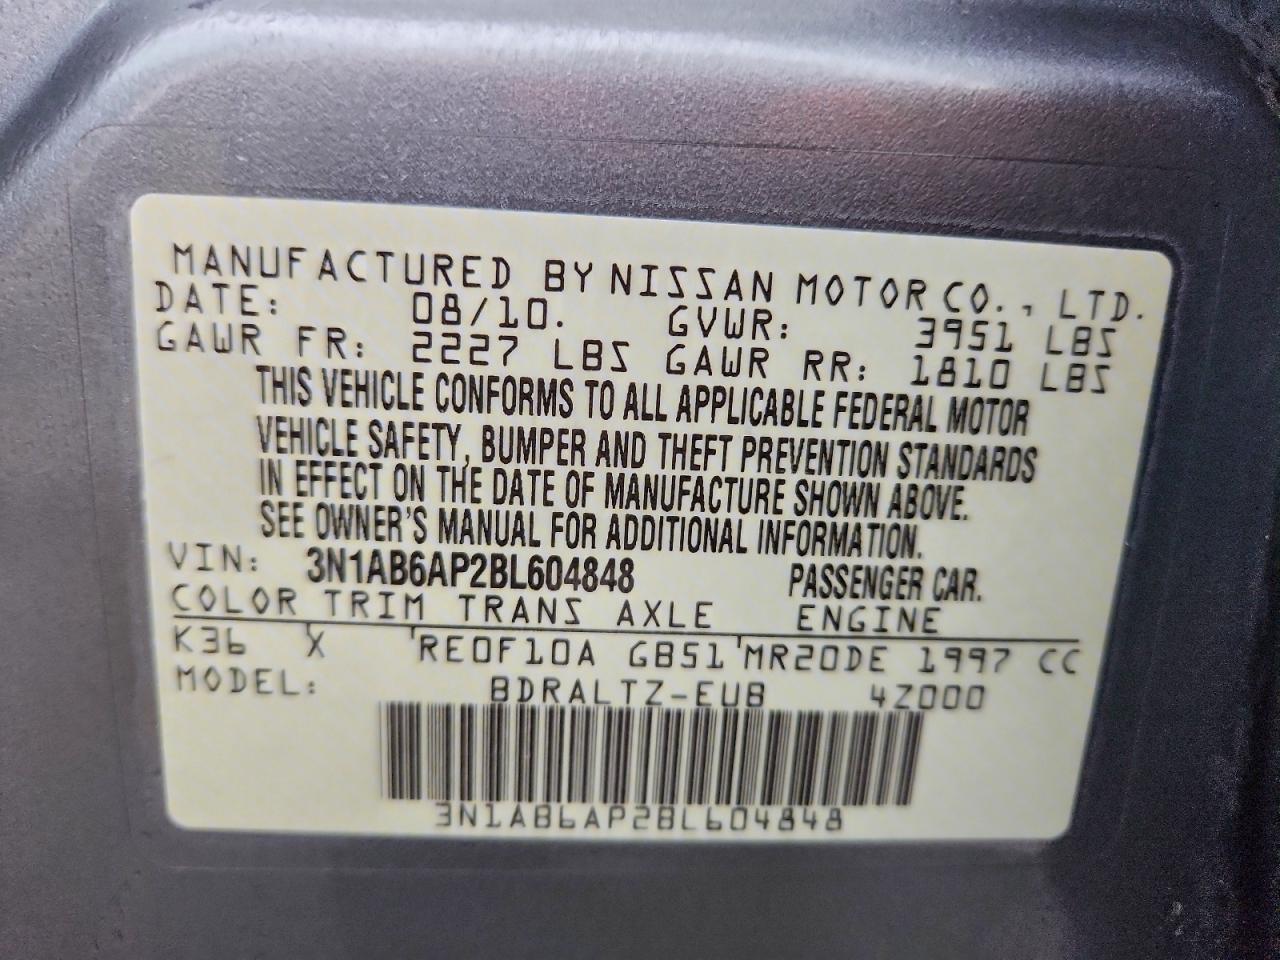 MANUFACTURED BY NISSAN MOTOR CO., LTD.
DATE: 08/10. GVWR: 3951 LBS
GAWR FR: 2227 LBS GAWR RR: 1810 LBS
THIS VEHICLE CONFORMS TO ALL APPLICABLE FEDERAL MOTOR
VEHICLE SAFETY, BUMPER AND THEFT PREVENTION STANDARDS
IN EFFECT ON THE DATE OF MANUFACTURE SHOWN ABOVE.
SEE OWNER'S MANUAL FOR ADDITIONAL INFORMATION.
VIN: 3N1AB6AP2BL604848 PASSENGER CAR.
COLOR TRIM TRANS AXLE ENGINE
K36 X RE0F10A GB51 MR20DE 1997 CC
MODEL: BDRALTZ-EUB 4Z000
3N1AB6AP2BL604848